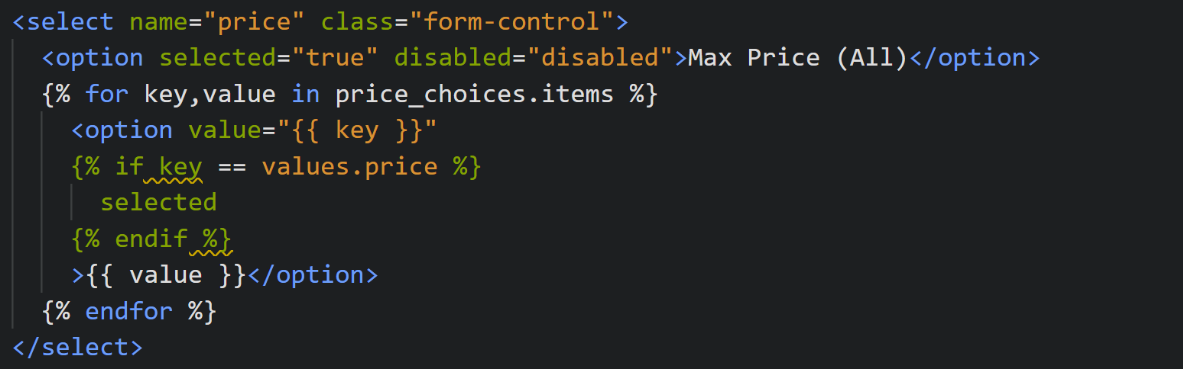 <select name="price" class="form-control">
<option selected="true" disabled="disabled">Max Price (All)</option>
{% for key,value in price_choices.items %}
<option value="{{ key }}"
{% if key == values.price %}
selected
{% endif %}
>{{ value }}</option>
{% endfor %}
</select>